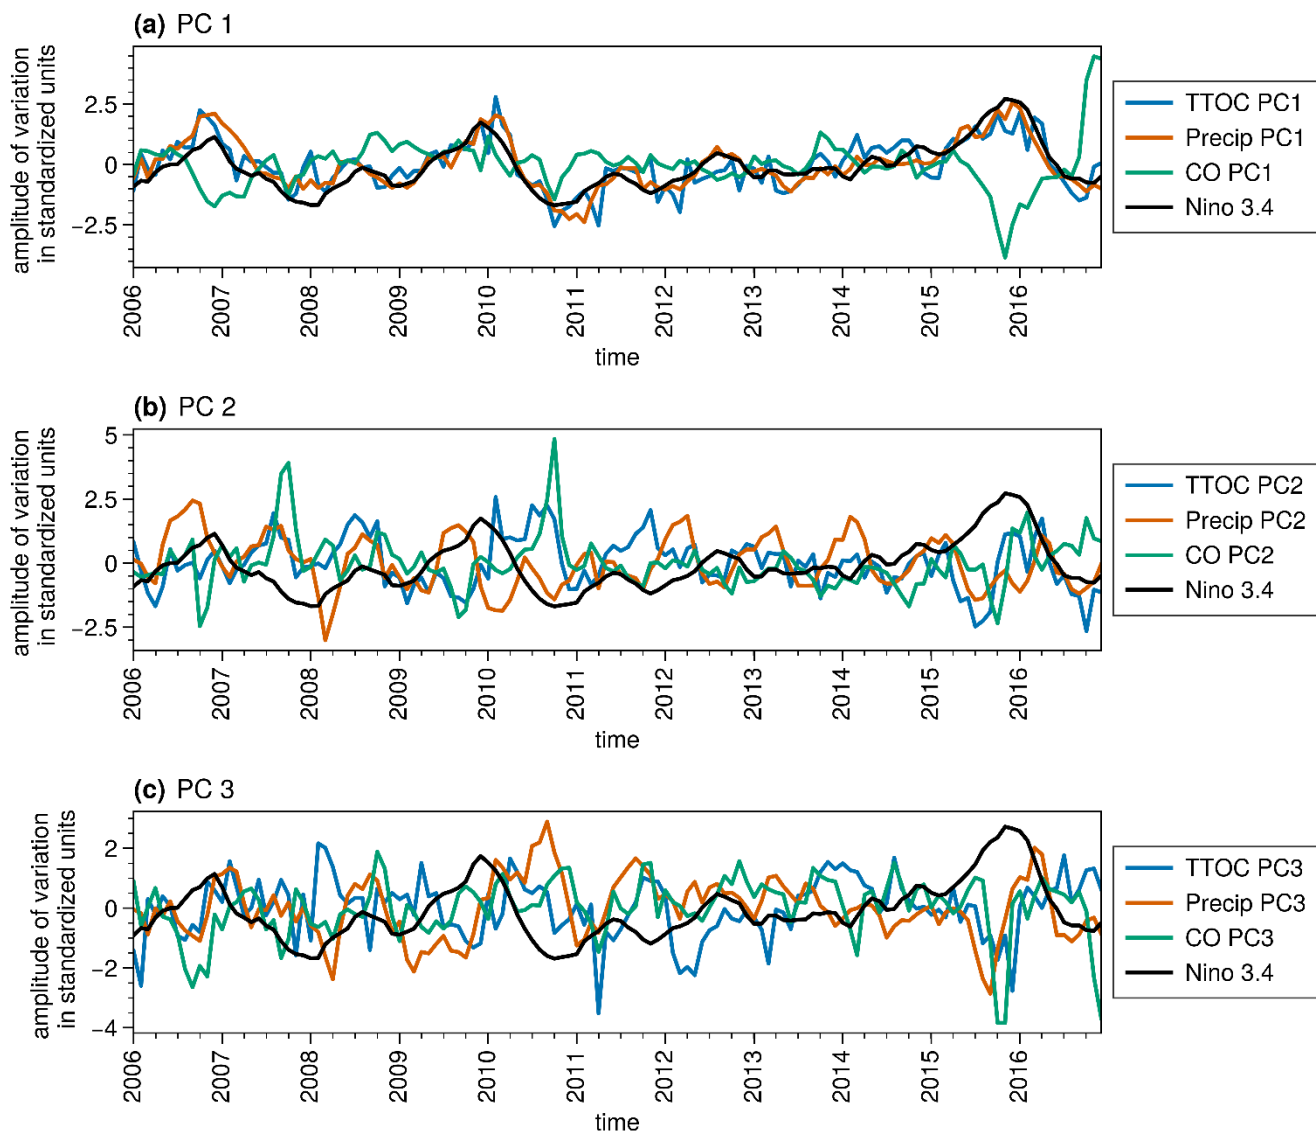 (a) PC 1
amplitude of variation
in standardized units
2.5
0
−2.5
2006
2007
2008
2009
2010
2011
2012
2013
2014
2015
2016
time
TTOC PC1
Precip PC1
CO PC1
Nino 3.4
(b) PC 2
amplitude of variation
in standardized units
5
2.5
0
−2.5
2006
2007
2008
2009
2010
2011
2012
2013
2014
2015
2016
time
TTOC PC2
Precip PC2
CO PC2
Nino 3.4
(c) PC 3
amplitude of variation
in standardized units
2
0
−2
−4
2006
2007
2008
2009
2010
2011
2012
2013
2014
2015
2016
time
TTOC PC3
Precip PC3
CO PC3
Nino 3.4